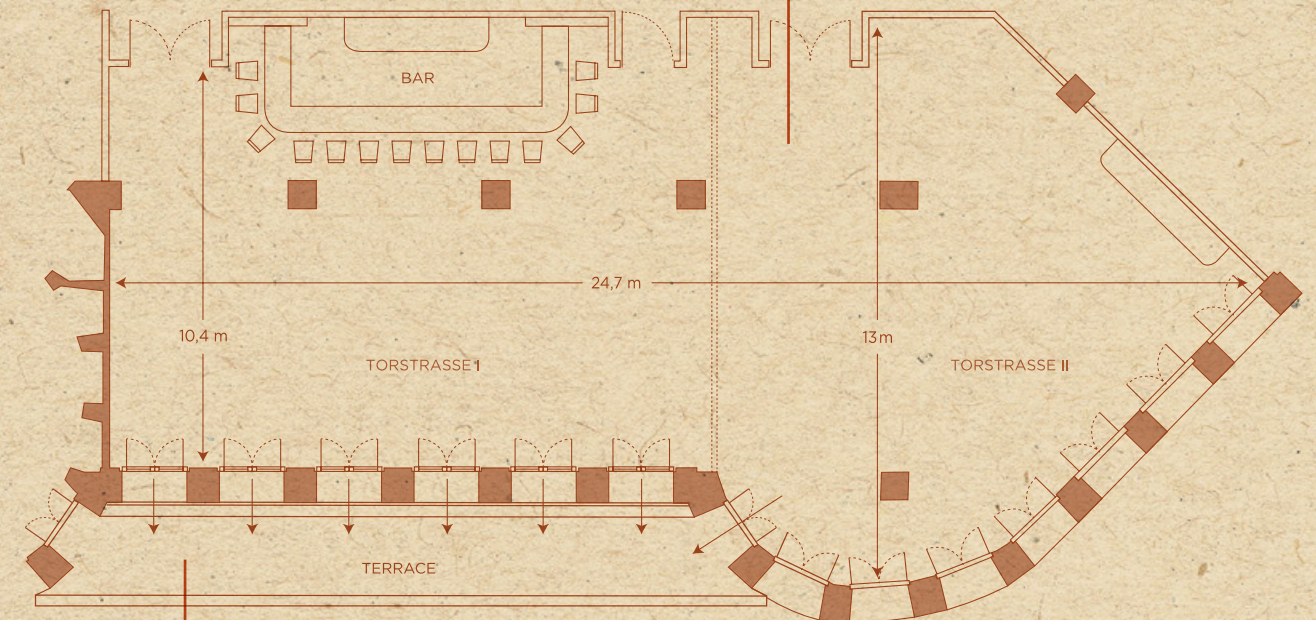 BAR
24,7 m
10,4 m
13m
TORSTRASSE I
TORSTRASSE II
TERRACE